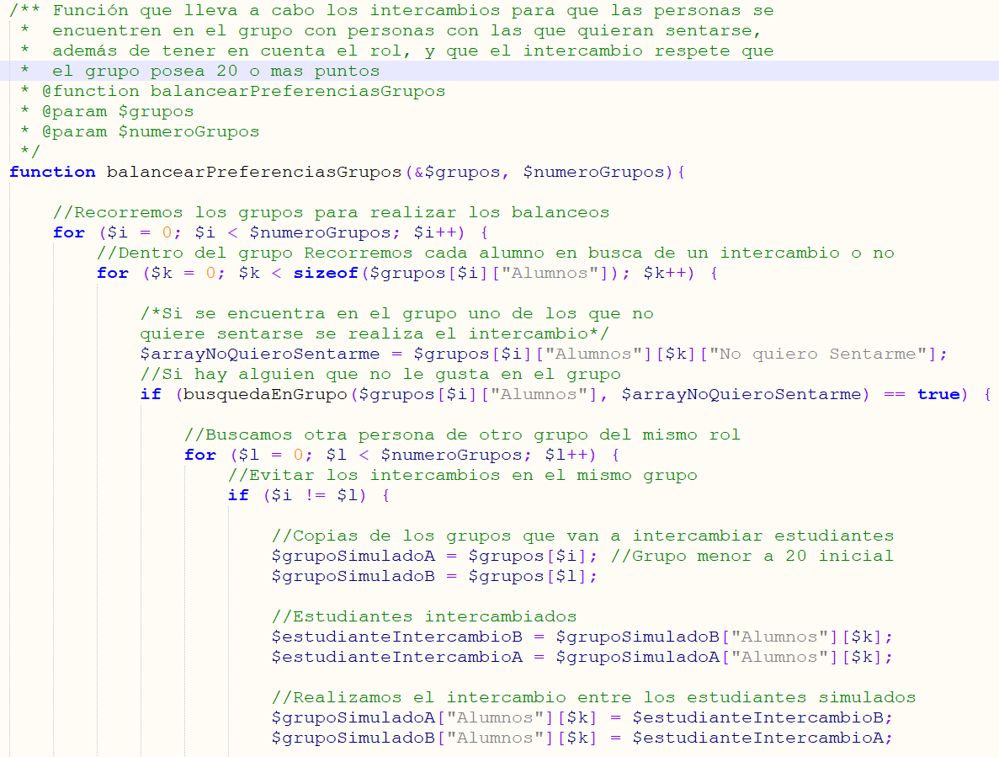 /** Función que lleva a cabo los intercambios para que las personas se
 *  encuentren en el grupo con personas con las que quieran sentarse,
 *  además de tener en cuenta el rol, y que el intercambio respete que
 *  el grupo posea 20 o mas puntos
 * @function balancearPreferenciasGrupos
 * @param $grupos
 * @param $numeroGrupos
 */
function balancearPreferenciasGrupos(&$grupos, $numeroGrupos){
    //Recorremos los grupos para realizar los balanceos
    for ($i = 0; $i < $numeroGrupos; $i++) {
        //Dentro del grupo Recorremos cada alumno en busca de un intercambio o no
        for ($k = 0; $k < sizeof($grupos[$i]["Alumnos"]); $k++) {
            /*Si se encuentra en el grupo uno de los que no
            quiere sentarse se realiza el intercambio*/
            $arrayNoQuieroSentarme = $grupos[$i]["Alumnos"][$k]["No quiero Sentarme"];
            //Si hay alguien que no le gusta en el grupo
            if (busquedaEnGrupo($grupos[$i]["Alumnos"], $arrayNoQuieroSentarme) == true) {
                //Buscamos otra persona de otro grupo del mismo rol
                for ($l = 0; $l < $numeroGrupos; $l++) {
                    //Evitar los intercambios en el mismo grupo
                    if ($i != $l) {
                        //Copias de los grupos que van a intercambiar estudiantes
                        $grupoSimuladoA = $grupos[$i]; //Grupo menor a 20 inicial
                        $grupoSimuladoB = $grupos[$l];
                        //Estudiantes intercambiados
                        $estudianteIntercambioB = $grupoSimuladoB["Alumnos"][$k];
                        $estudianteIntercambioA = $grupoSimuladoA["Alumnos"][$k];
                        //Realizamos el intercambio entre los estudiantes simulados
                        $grupoSimuladoA["Alumnos"][$k] = $estudianteIntercambioB;
                        $grupoSimuladoB["Alumnos"][$k] = $estudianteIntercambioA;